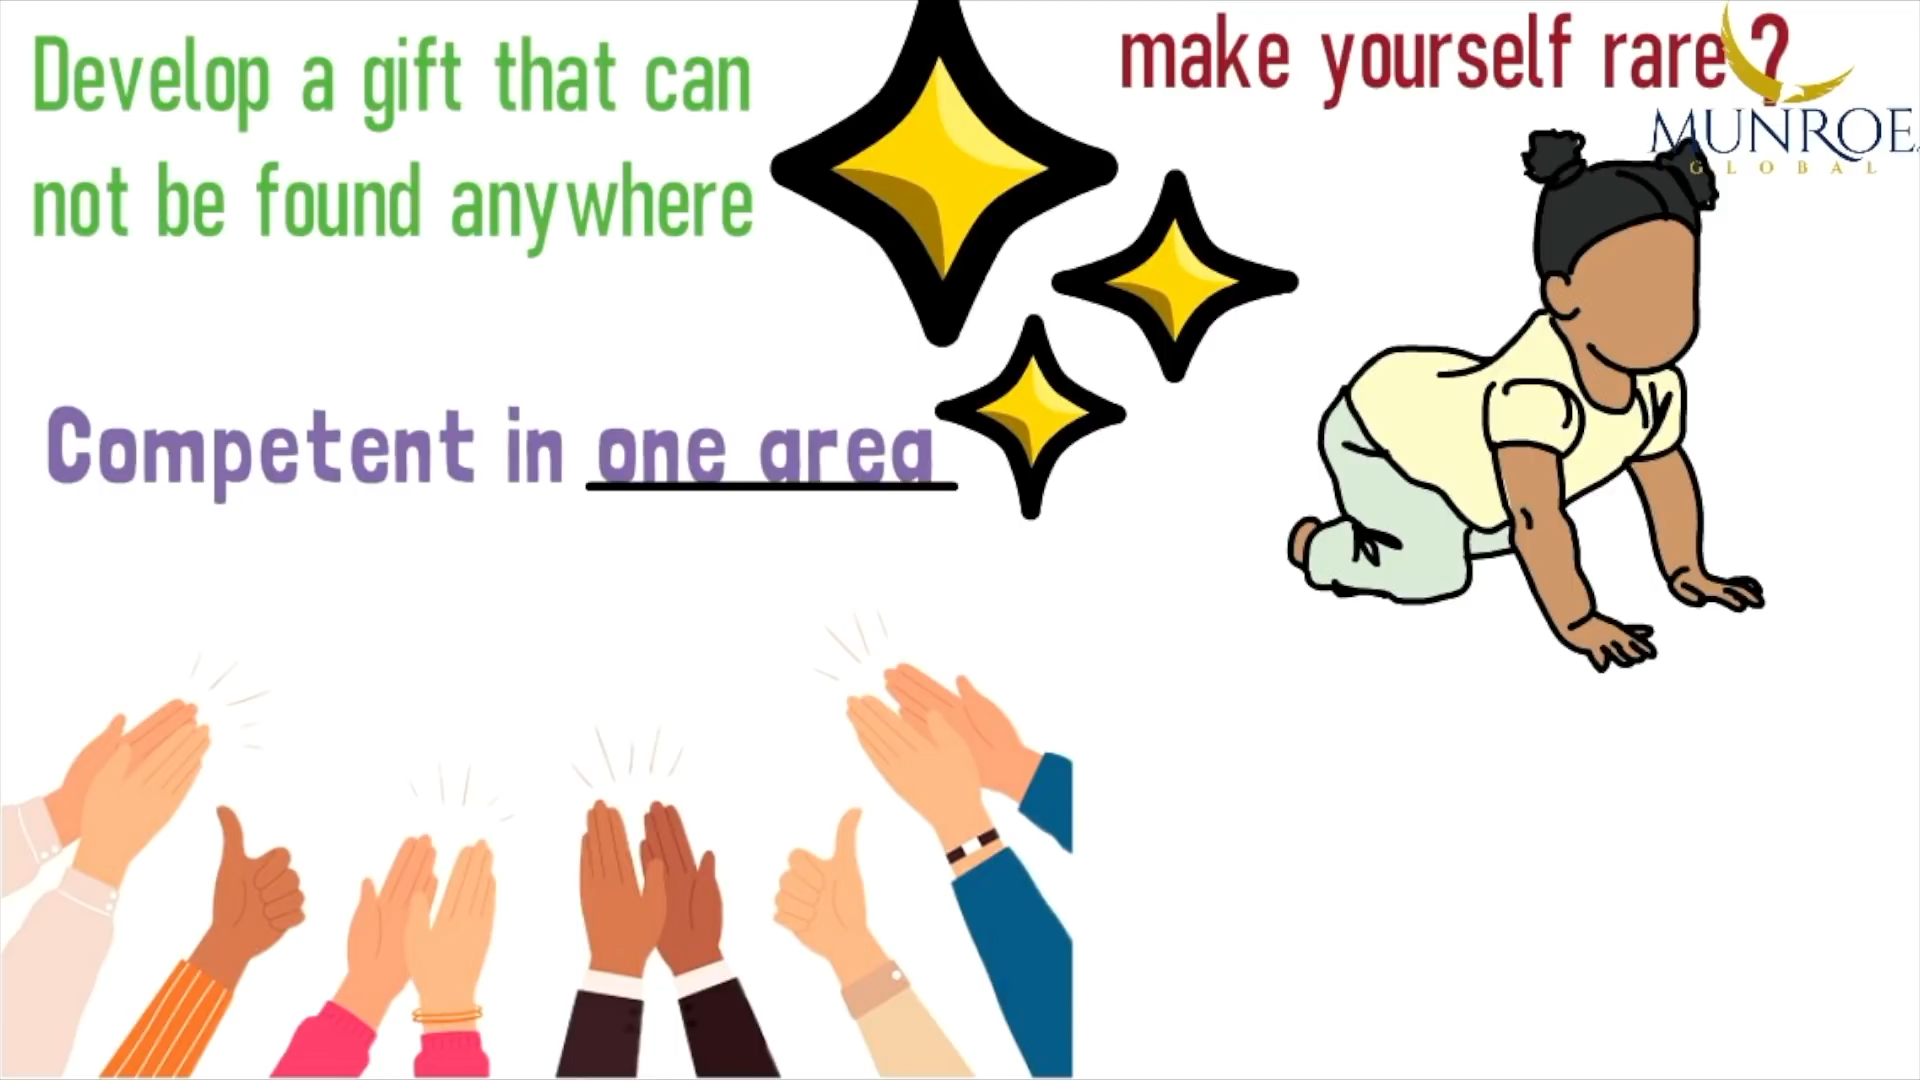 Develop a gift that can
not be found anywhere
make yourself rare ?
MUNROE
GLOBAL
Competent in one area